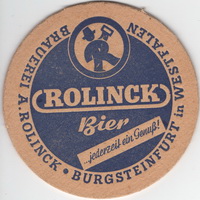 BRAUEREI A. ROLINCK • BURGSTEINFURT in WESTFALEN
R
ROLINCK
Bier
...jederzeit ein Genuß!